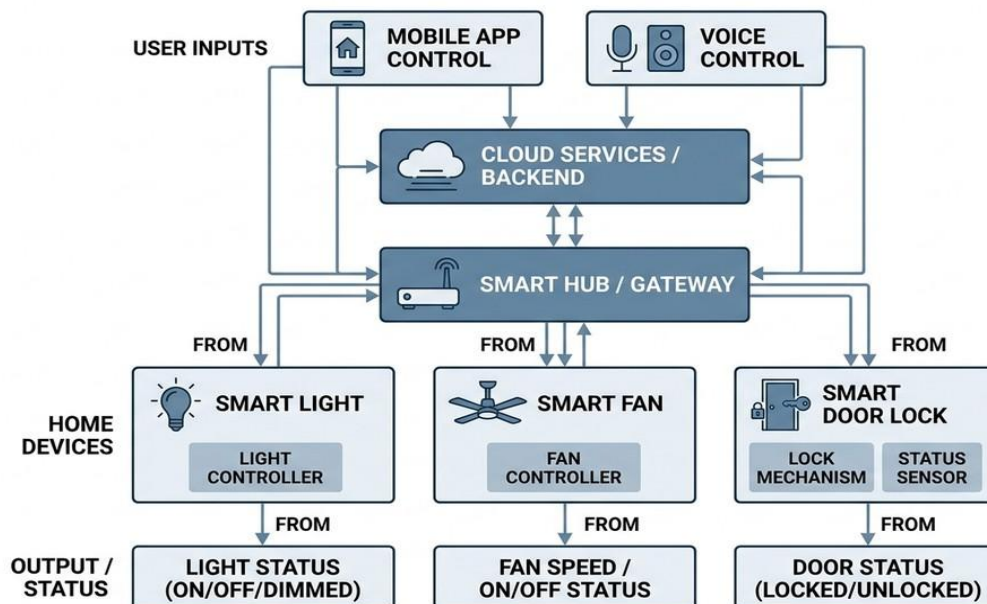 USER INPUTS
MOBILE APP
CONTROL
VOICE
CONTROL
CLOUD SERVICES /
BACKEND
SMART HUB / GATEWAY
FROM
FROM
FROM
HOME
DEVICES
SMART LIGHT
LIGHT
CONTROLLER
SMART FAN
FAN
CONTROLLER
SMART
DOOR LOCK
LOCK
MECHANISM
STATUS
SENSOR
FROM
FROM
FROM
OUTPUT /
STATUS
LIGHT STATUS
(ON/OFF/DIMMED)
FAN SPEED /
ON/OFF STATUS
DOOR STATUS
(LOCKED/UNLOCKED)